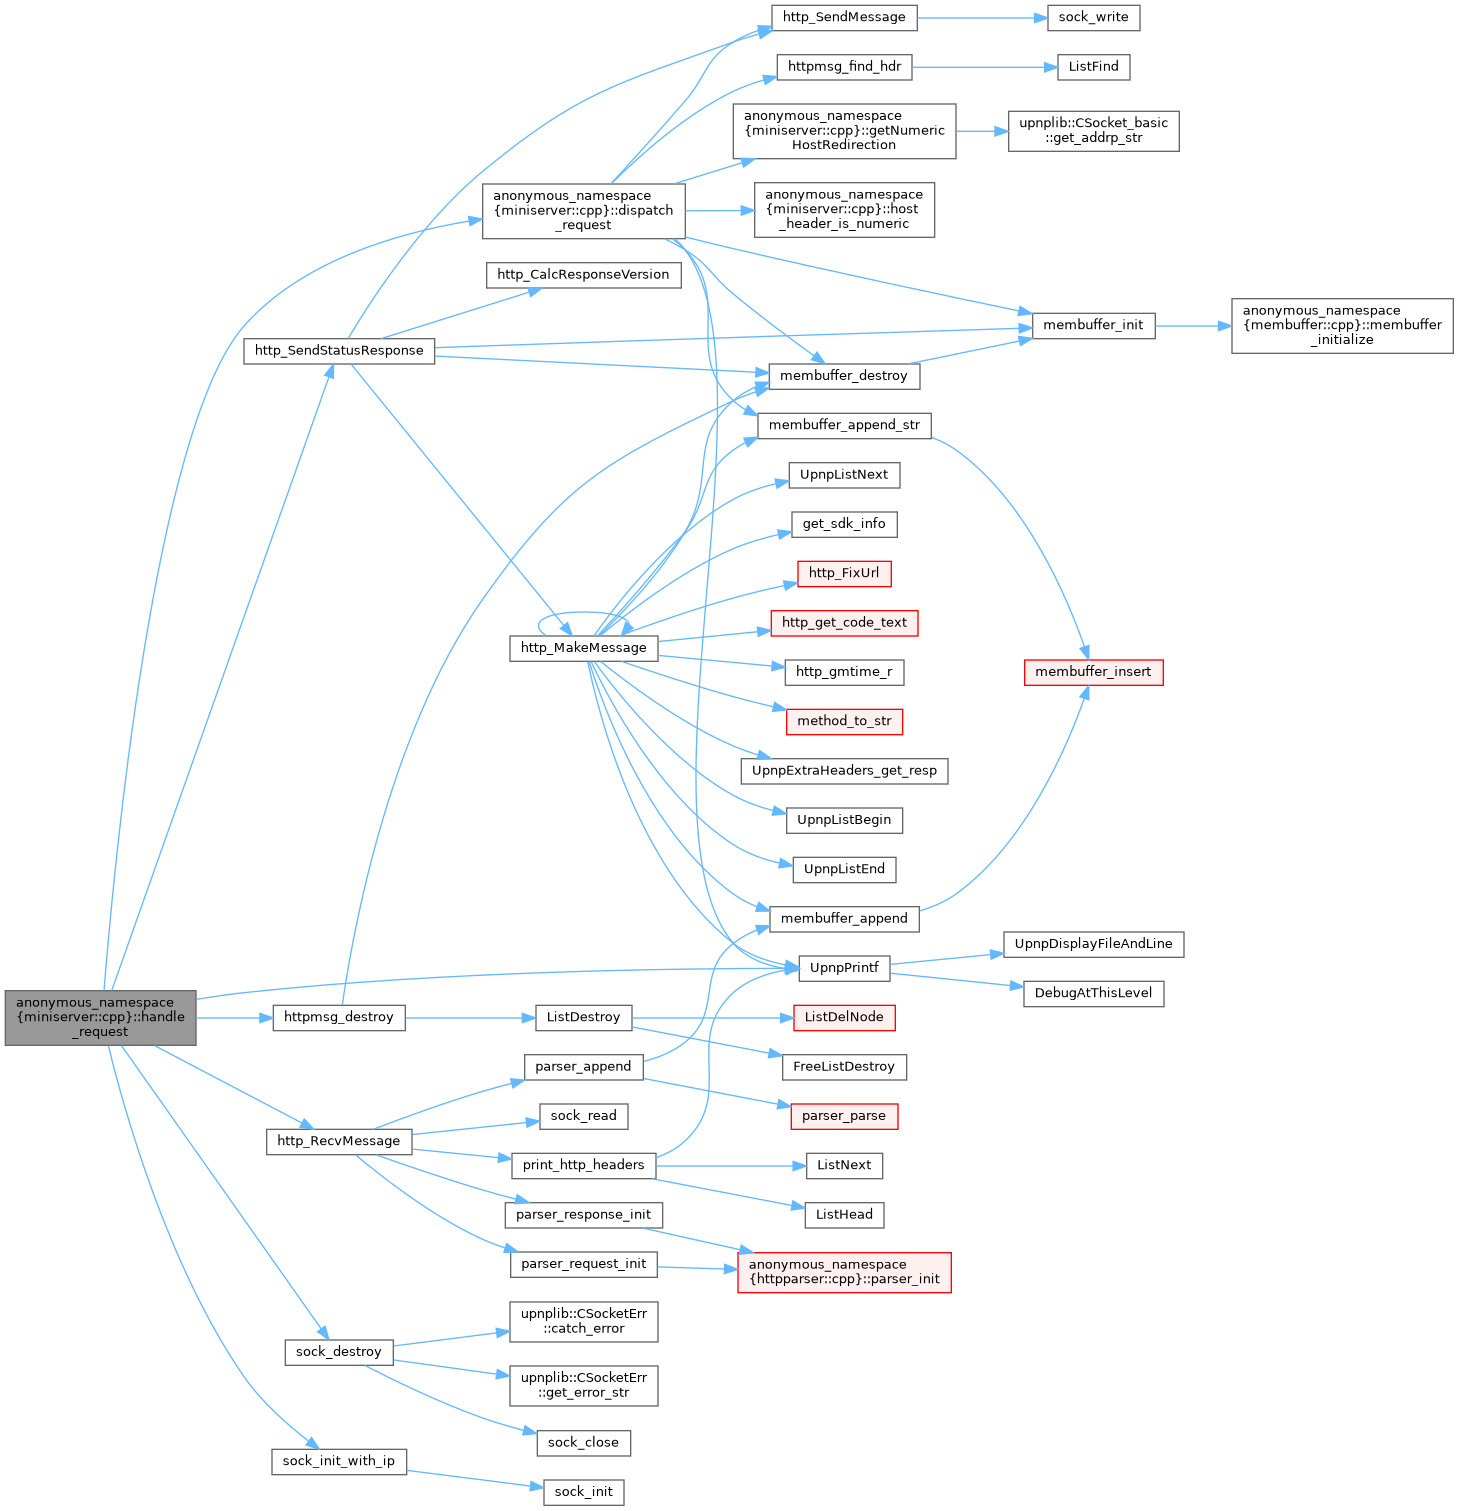 http_SendMessage
sock_write
httpmsg_find_hdr
ListFind
anonymous_namespace
{miniserver::cpp}::getNumeric
HostRedirection
upnplib::CSocket_basic
::get_addrp_str
anonymous_namespace
{miniserver::cpp}::dispatch
_request
anonymous_namespace
{miniserver::cpp}::host
_header_is_numeric
http_CalcResponseVersion
membuffer_init
anonymous_namespace
{membuffer::cpp}::membuffer
_initialize
http_SendStatusResponse
membuffer_destroy
membuffer_append_str
UpnpListNext
get_sdk_info
http_FixUrl
http_get_code_text
http_MakeMessage
http_gmtime_r
membuffer_insert
method_to_str
UpnpExtraHeaders_get_resp
UpnpListBegin
UpnpListEnd
membuffer_append
UpnpPrintf
UpnpDisplayFileAndLine
DebugAtThisLevel
anonymous_namespace
{miniserver::cpp}::handle
_request
httpmsg_destroy
ListDestroy
ListDelNode
FreeListDestroy
parser_append
parser_parse
sock_read
http_RecvMessage
print_http_headers
ListNext
ListHead
parser_response_init
parser_request_init
anonymous_namespace
{httpparser::cpp}::parser_init
upnplib::CSocketErr
::catch_error
sock_destroy
upnplib::CSocketErr
::get_error_str
sock_close
sock_init_with_ip
sock_init